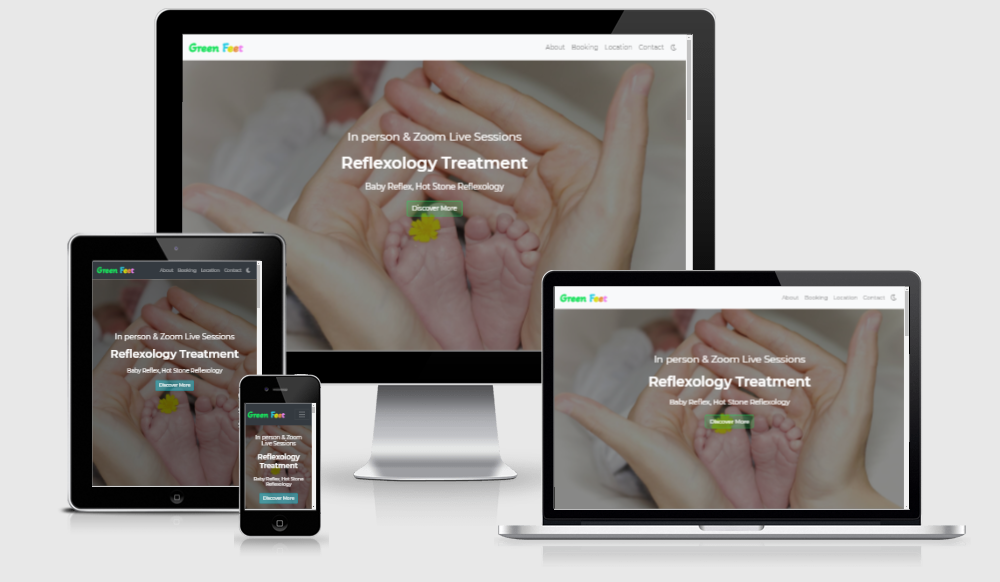 Green Feet
About Booking Location Contact
In person & Zoom Live Sessions
Reflexology Treatment
Baby Reflex, Hot Stone Reflexology
Discover More
Green Feet
About Booking Location Contact
In person & Zoom Live Sessions
Reflexology Treatment
Baby Reflex, Hot Stone Reflexology
Discover More
Green Feet
In person & Zoom
Live Sessions
Reflexology
Treatment
Baby Reflex, Hot Stone
Reflexology
Discover More
Green Feet
About Booking Location Contact
In person & Zoom Live Sessions
Reflexology Treatment
Baby Reflex, Hot Stone Reflexology
Discover More